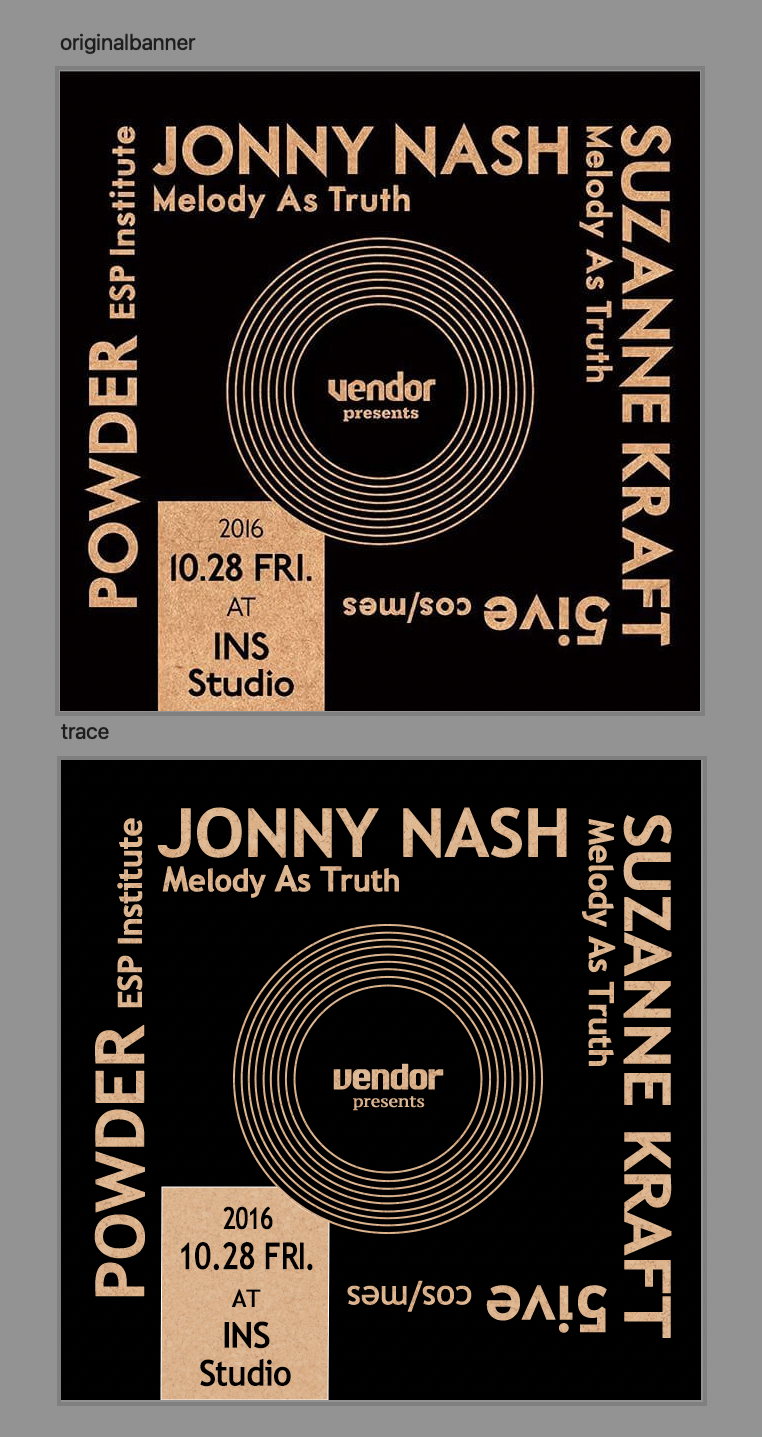 originalbanner
JONNY NASH
Melody As Truth
SUZANNE KRAFT
Melody As Truth
5ive cos/mes
POWDER ESP Institute
vendor
presents
2016
10.28 FRI.
AT
INS
Studio
trace
JONNY NASH
Melody As Truth
SUZANNE KRAFT
Melody As Truth
5ive cos/mes
POWDER ESP Institute
vendor
presents
2016
10.28 FRI.
AT
INS
Studio